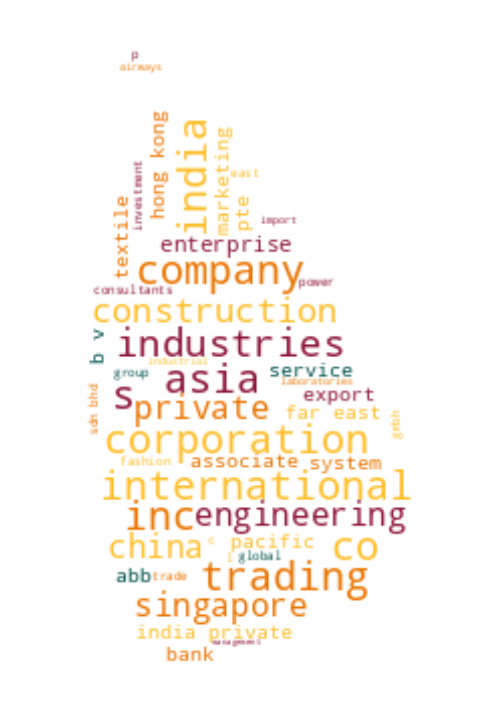 p
airways
hong kong
india
marketing
investment
east
textile
pte
import
enterprise
company
power
consultants
construction
b v
industries
industrial
group
asia
service
laboratories
s
export
sdn bhd
private
far east
gmbh
corporation
fashion
associate
system
international
inc
engineering
china
c
pacific
co
l
global
abb
trade
trading
singapore
india private
management
bank